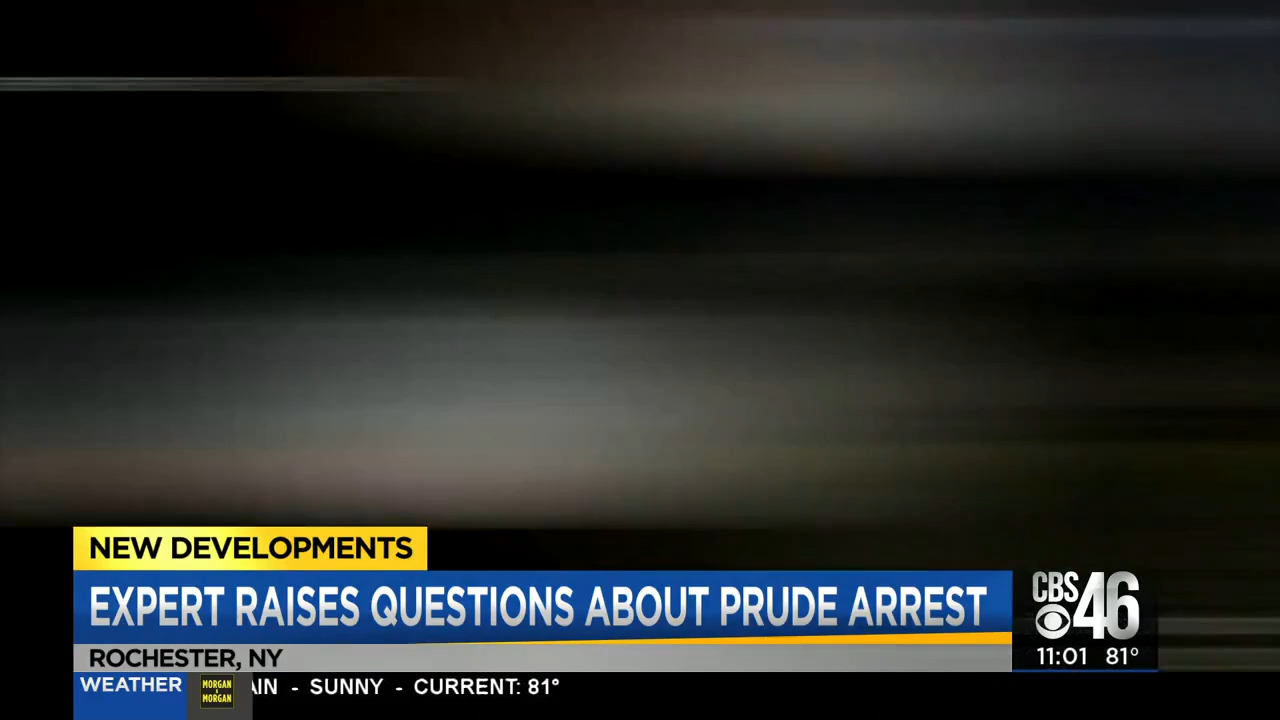 NEW DEVELOPMENTS
EXPERT RAISES QUESTIONS ABOUT PRUDE ARREST
ROCHESTER, NY
CBS 46
11:01 81°
WEATHER
MORGAN & MORGAN
- SUNNY - CURRENT: 81°